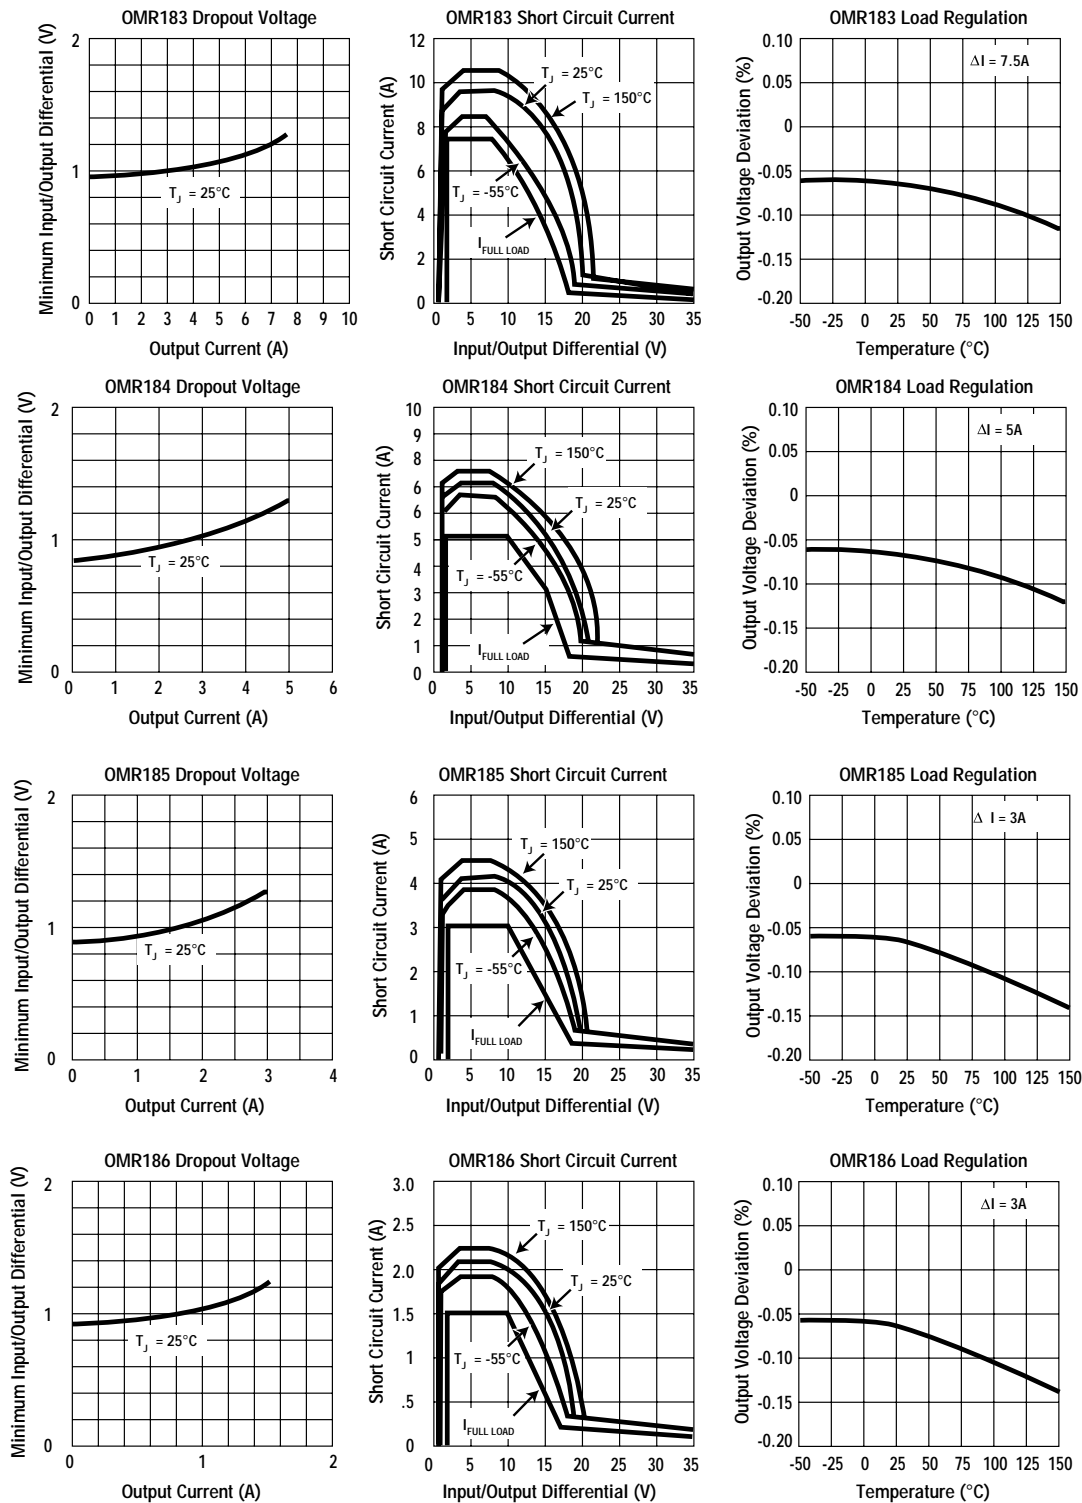 OMR183 Dropout Voltage
Minimum Input/Output Differential (V)
2
1
0
0 1 2 3 4 5 6 7 8 9 10
T_J = 25°C
Output Current (A)
OMR183 Short Circuit Current
Short Circuit Current (A)
12
10
8
6
4
2
0
0 5 10 15 20 25 30 35
T_J = 25°C
T_J = 150°C
T_J = -55°C
I_FULL LOAD
Input/Output Differential (V)
OMR183 Load Regulation
Output Voltage Deviation (%)
0.10
0.05
0
-0.05
-0.10
-0.15
-0.20
ΔI = 7.5A
-50 -25 0 25 50 75 100 125 150
Temperature (°C)
OMR184 Dropout Voltage
Minimum Input/Output Differential (V)
2
1
0
0 1 2 3 4 5 6
T_J = 25°C
Output Current (A)
OMR184 Short Circuit Current
Short Circuit Current (A)
10
9
8
7
6
6
5
4
3
2
1
0
0 5 10 15 20 25 30 35
T_J = 150°C
T_J = 25°C
T_J = -55°C
I_FULL LOAD
Input/Output Differential (V)
OMR184 Load Regulation
Output Voltage Deviation (%)
0.10
0.05
0
-0.05
-0.10
-0.15
-0.20
ΔI = 5A
-50 -25 0 25 50 75 100 125 150
Temperature (°C)
OMR185 Dropout Voltage
Minimum Input/Output Differential (V)
2
1
0
0 1 2 3 4
T_J = 25°C
Output Current (A)
OMR185 Short Circuit Current
Short Circuit Current (A)
6
5
4
3
2
1
0
0 5 10 15 20 25 30 35
T_J = 150°C
T_J = 25°C
T_J = -55°C
I_FULL LOAD
Input/Output Differential (V)
OMR185 Load Regulation
Output Voltage Deviation (%)
0.10
0.05
0
-0.05
-0.10
-0.15
-0.20
Δ I = 3A
-50 -25 0 25 50 75 100 125 150
Temperature (°C)
OMR186 Dropout Voltage
Minimum Input/Output Differential (V)
2
1
0
0 1 2
T_J = 25°C
Output Current (A)
OMR186 Short Circuit Current
Short Circuit Current (A)
3.0
2.5
2.0
1.5
1.0
.5
0
0 5 10 15 20 25 30 35
T_J = 150°C
T_J = 25°C
T_J = -55°C
I_FULL LOAD
Input/Output Differential (V)
OMR186 Load Regulation
Output Voltage Deviation (%)
0.10
0.05
0
-0.05
-0.10
-0.15
-0.20
ΔI = 3A
-50 -25 0 25 50 75 100 125 150
Temperature (°C)